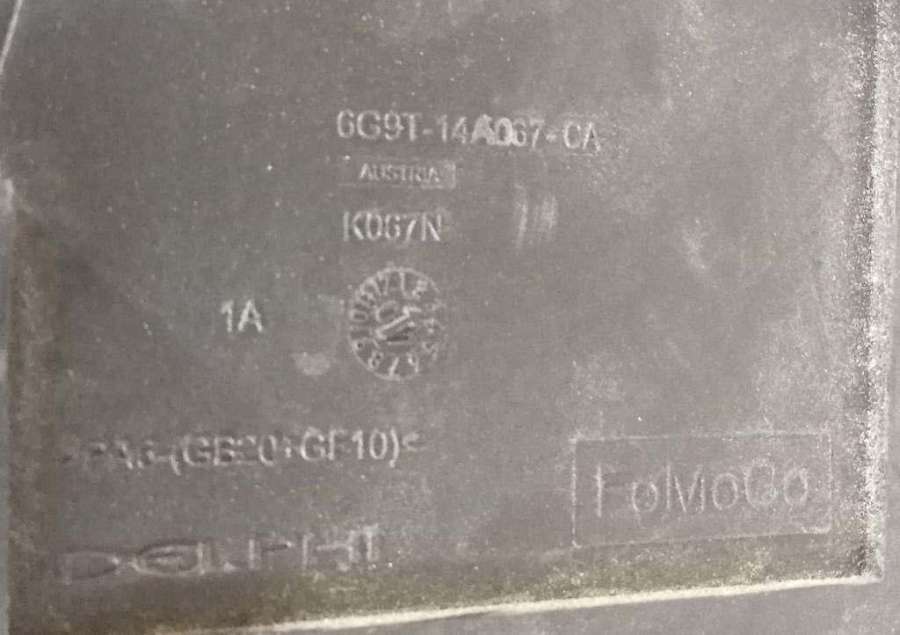 6G9T-14A067-CA
AUSTRIA
K067N
1A
>PA6-(GB20+GF10)<
FoMoCo
DELPHI